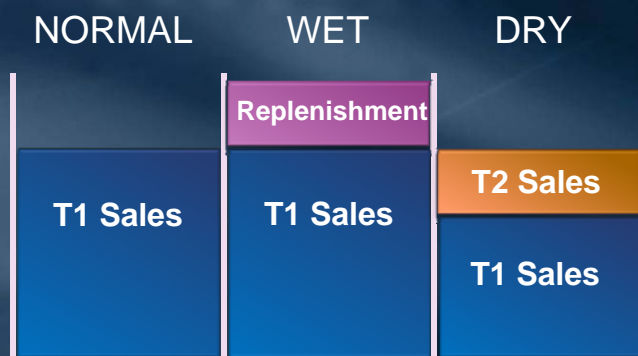 NORMAL WET DRY
Replenishment
T1 Sales
T1 Sales
T2 Sales
T1 Sales